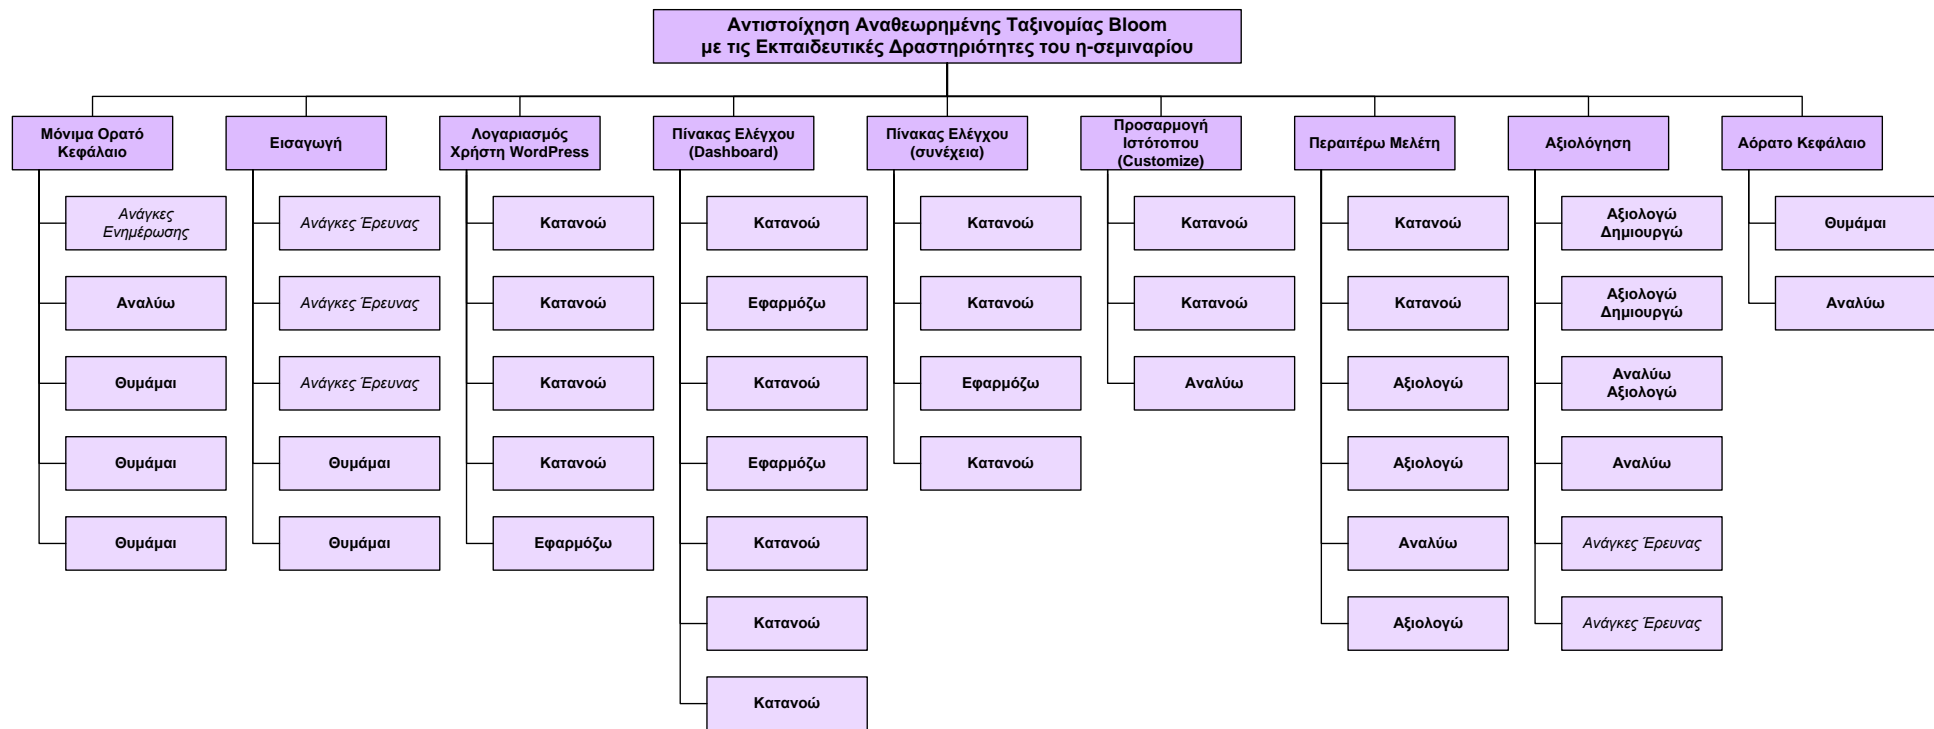 Αντιστοίχηση Αναθεωρημένης Ταξινομίας Bloom
με τις Εκπαιδευτικές Δραστηριότητες του η-σεμιναρίου
Μόνιμα Ορατό
Κεφάλαιο
Ανάγκες
Ενημέρωσης
Αναλύω
Θυμάμαι
Θυμάμαι
Θυμάμαι
Εισαγωγή
Ανάγκες Έρευνας
Ανάγκες Έρευνας
Ανάγκες Έρευνας
Θυμάμαι
Θυμάμαι
Λογαριασμός
Χρήστη WordPress
Κατανοώ
Κατανοώ
Κατανοώ
Κατανοώ
Εφαρμόζω
Πίνακας Ελέγχου
(Dashboard)
Κατανοώ
Εφαρμόζω
Κατανοώ
Εφαρμόζω
Κατανοώ
Κατανοώ
Κατανοώ
Πίνακας Ελέγχου
(συνέχεια)
Κατανοώ
Κατανοώ
Εφαρμόζω
Κατανοώ
Προσαρμογή
Ιστότοπου
(Customize)
Κατανοώ
Κατανοώ
Αναλύω
Περαιτέρω Μελέτη
Κατανοώ
Κατανοώ
Αξιολογώ
Αξιολογώ
Αναλύω
Αξιολογώ
Αξιολόγηση
Αξιολογώ
Δημιουργώ
Αξιολογώ
Δημιουργώ
Αναλύω
Αξιολογώ
Αναλύω
Ανάγκες Έρευνας
Ανάγκες Έρευνας
Αόρατο Κεφάλαιο
Θυμάμαι
Αναλύω